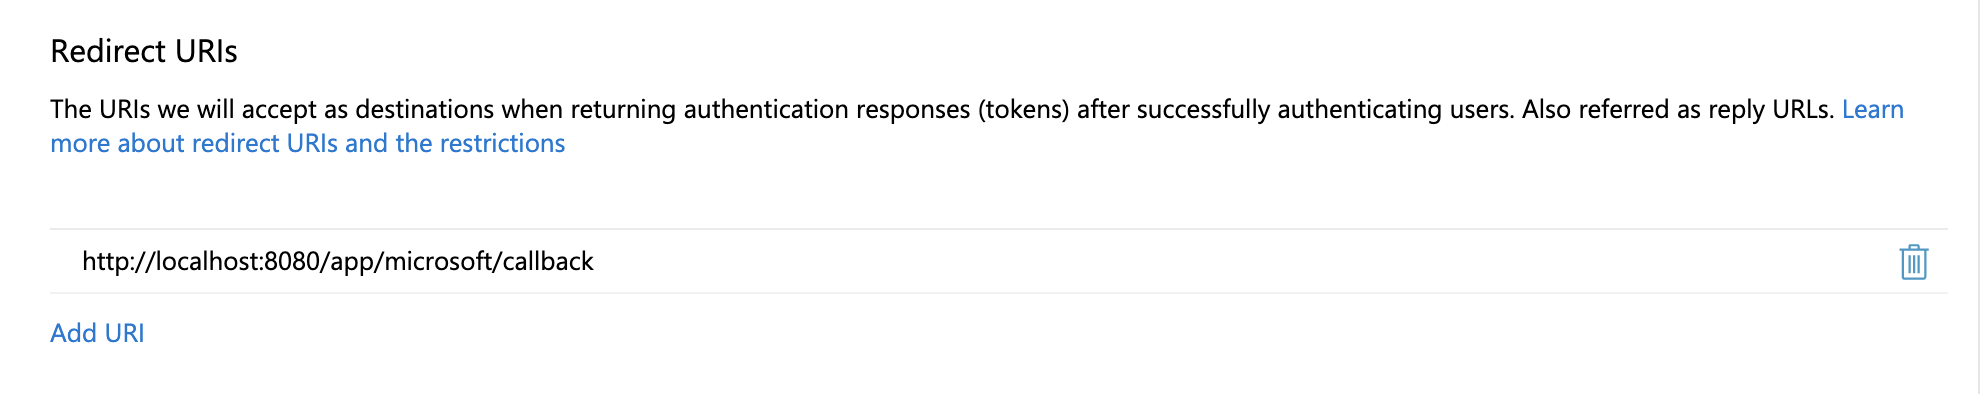 Redirect URIs
The URIs we will accept as destinations when returning authentication responses (tokens) after successfully authenticating users. Also referred as reply URLs. Learn
more about redirect URIs and the restrictions
http://localhost:8080/app/microsoft/callback
Add URI